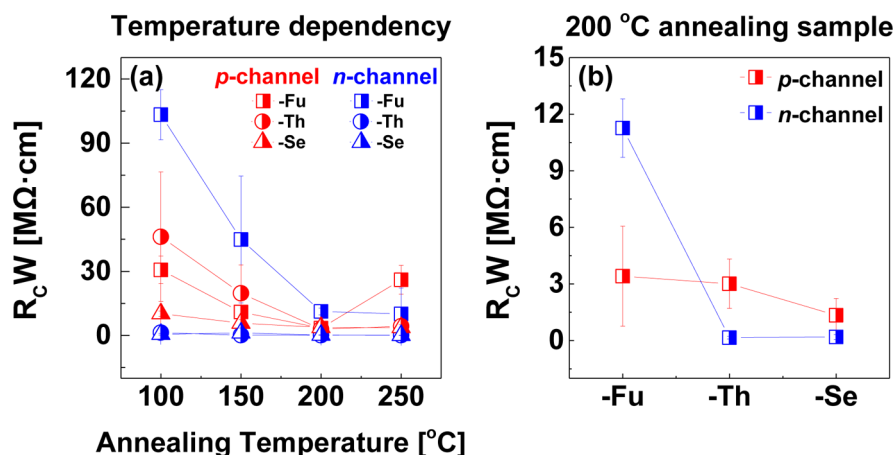 Temperature dependency
(a)
p-channel n-channel
-Fu -Fu
-Th -Th
-Se -Se
120
90
60
30
0
R_C W [MΩ·cm]
100 150 200 250
Annealing Temperature [°C]
200 °C annealing sample
(b)
p-channel
n-channel
15
12
9
6
3
0
R_C W [MΩ·cm]
-Fu -Th -Se